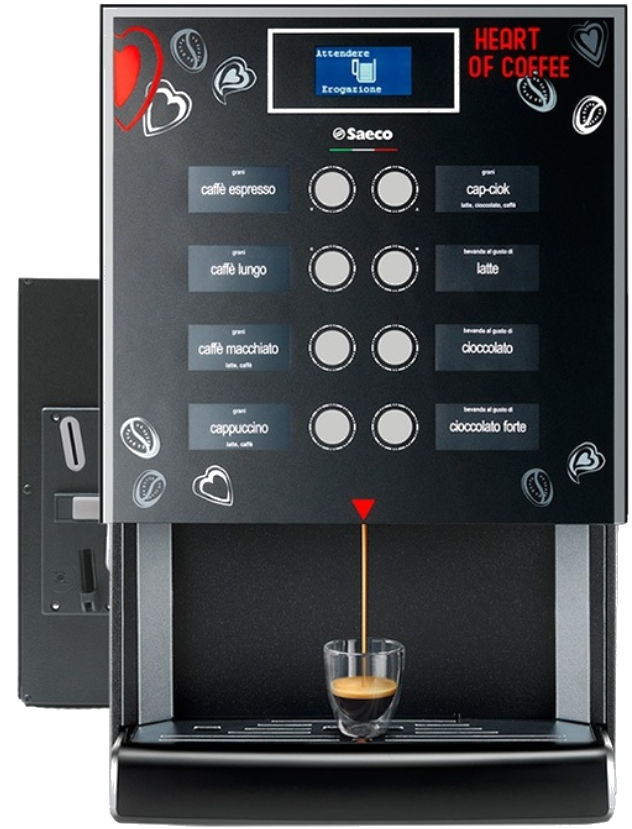 Attendere
Erogazione
HEART
OF COFFEE
Saeco
grani
caffè espresso
grani
cap-ciok
latte, cioccolato, caffè
grani
caffè lungo
bevanda al gusto di
latte
grani
caffè macchiato
latte, caffè
bevanda al gusto di
cioccolato
grani
cappuccino
latte, caffè
bevanda al gusto di
cioccolato forte